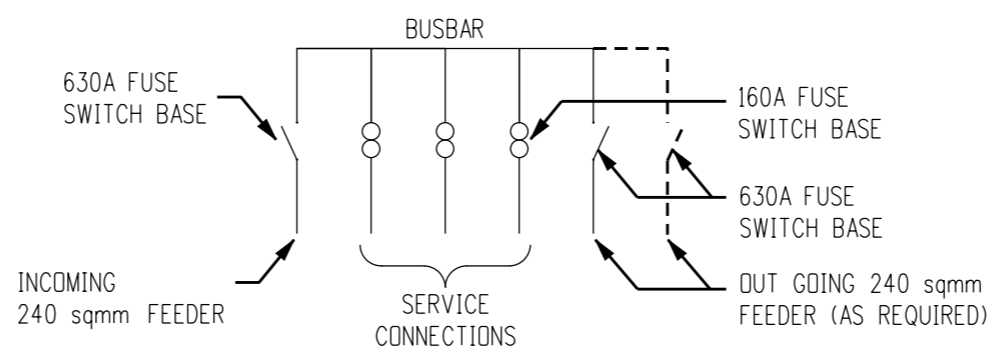 BUSBAR
630A FUSE
SWITCH BASE
160A FUSE
SWITCH BASE
630A FUSE
SWITCH BASE
INCOMING
240 sqmm FEEDER
SERVICE
CONNECTIONS
OUT GOING 240 sqmm
FEEDER (AS REQUIRED)